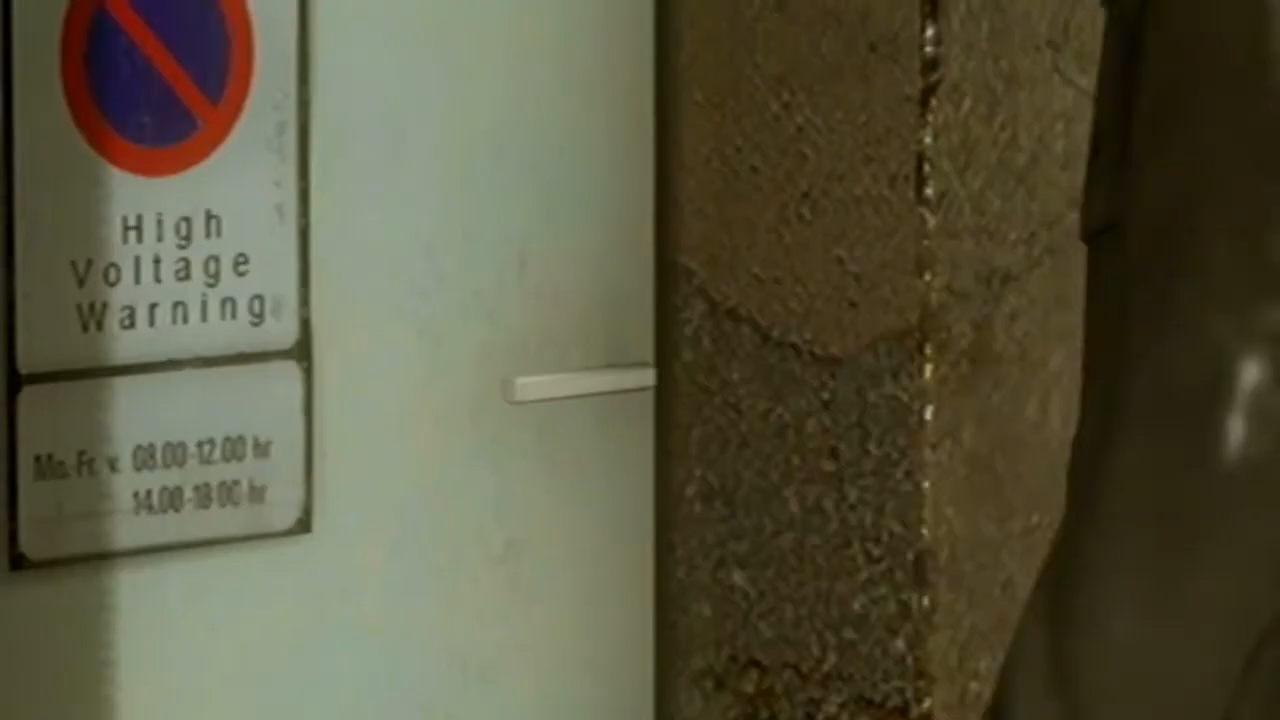 High
Voltage
Warning
Mo.-Fr. v. 08.00-12.00 hr
14.00-18.00 hr